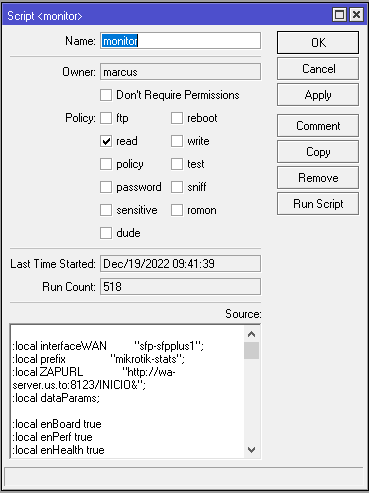 Script <monitor>
Name: monitor
OK
Owner: marcus
Cancel
Don't Require Permissions
Apply
Policy: ftp reboot
Comment
read write
Copy
policy test
Remove
password sniff
Run Script
sensitive romon
dude
Last Time Started: Dec/19/2022 09:41:39
Run Count: 518
Source:
:local interfaceWAN "sfp-sfpplus1";
:local prefix "mikrotik-stats";
:local ZAPURL "http://wa-
server.us.to:8123/INICIO&";
:local dataParams;
:local enBoard true
:local enPerf true
:local enHealth true